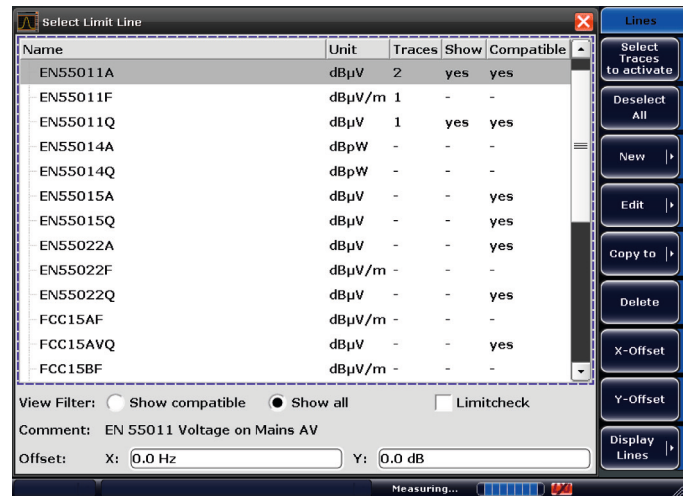 Select Limit Line
Lines
Name Unit Traces Show Compatible
EN55011A dBµV 2 yes yes
EN55011F dBµV/m 1 - -
EN55011Q dBµV 1 yes yes
EN55014A dBpW - - -
EN55014Q dBpW - - -
EN55015A dBµV - - yes
EN55015Q dBµV - - yes
EN55022A dBµV - - yes
EN55022F dBµV/m - - -
EN55022Q dBµV - - yes
FCC15AF dBµV/m - - -
FCC15AVQ dBµV - - yes
FCC15BF dBµV/m - - -
View Filter: Show compatible Show all Limitcheck
Comment: EN 55011 Voltage on Mains AV
Offset: X: 0.0 Hz Y: 0.0 dB
Select
Traces
to activate
Deselect
All
New
Edit
Copy to
Delete
X-Offset
Y-Offset
Display
Lines
Measuring...